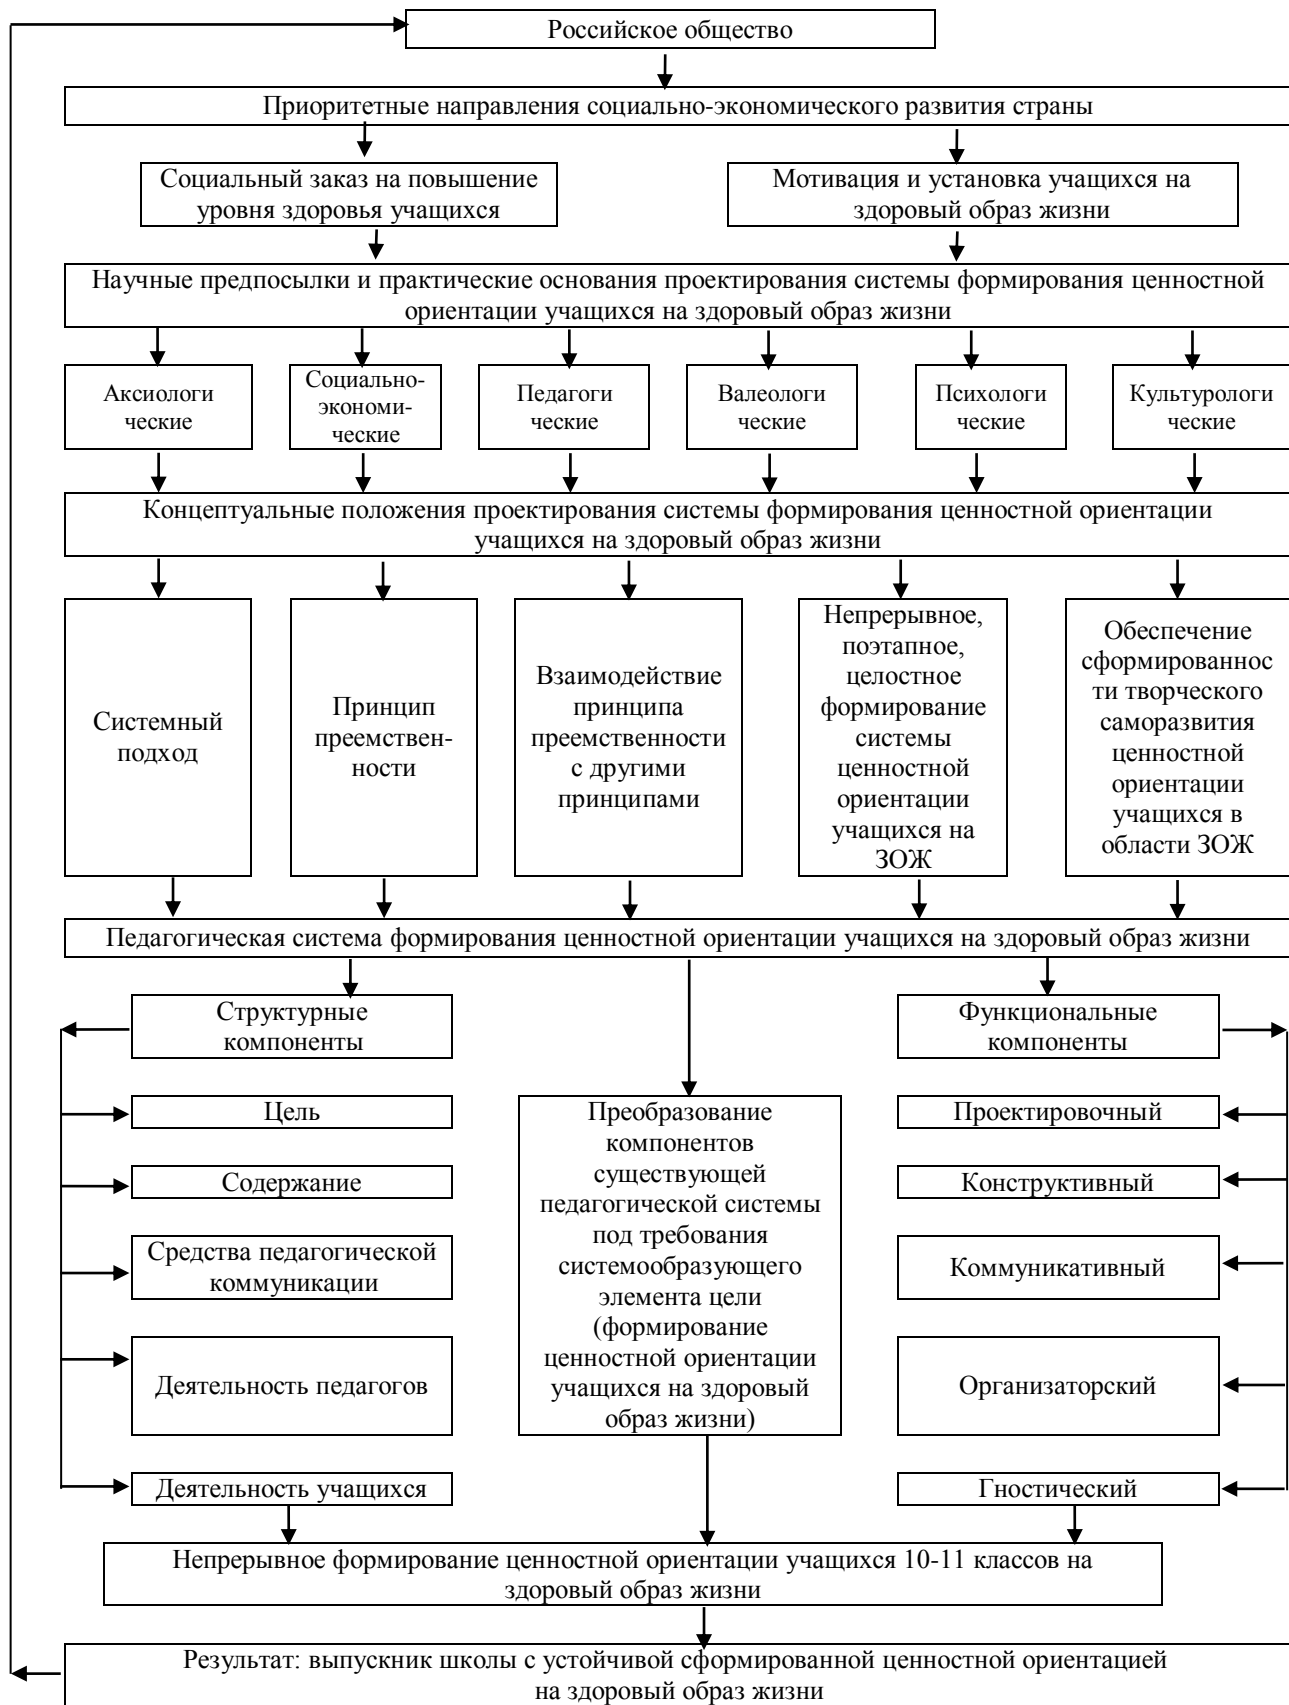 Российское общество
Приоритетные направления социально-экономического развития страны
Социальный заказ на повышение
уровня здоровья учащихся
Мотивация и установка учащихся на
здоровый образ жизни
Научные предпосылки и практические основания проектирования системы формирования ценностной
ориентации учащихся на здоровый образ жизни
Аксиологи
ческие
Социально-
экономи-
ческие
Педагоги
ческие
Валеологи
ческие
Психологи
ческие
Культурологи
ческие
Концептуальные положения проектирования системы формирования ценностной ориентации
учащихся на здоровый образ жизни
Системный
подход
Принцип
преемствен-
ности
Взаимодействие
принципа
преемственности
с другими
принципами
Непрерывное,
поэтапное,
целостное
формирование
системы
ценностной
ориентации
учащихся на
ЗОЖ
Обеспечение
сформированнос
ти творческого
саморазвития
ценностной
ориентации
учащихся в
области ЗОЖ
Педагогическая система формирования ценностной ориентации учащихся на здоровый образ жизни
Структурные
компоненты
Цель
Содержание
Средства педагогической
коммуникации
Деятельность педагогов
Деятельность учащихся
Преобразование
компонентов
существующей
педагогической системы
под требования
системообразующего
элемента цели
(формирование
ценностной ориентации
учащихся на здоровый
образ жизни)
Функциональные
компоненты
Проектировочный
Конструктивный
Коммуникативный
Организаторский
Гностический
Непрерывное формирование ценностной ориентации учащихся 10-11 классов на
здоровый образ жизни
Результат: выпускник школы с устойчивой сформированной ценностной ориентацией
на здоровый образ жизни